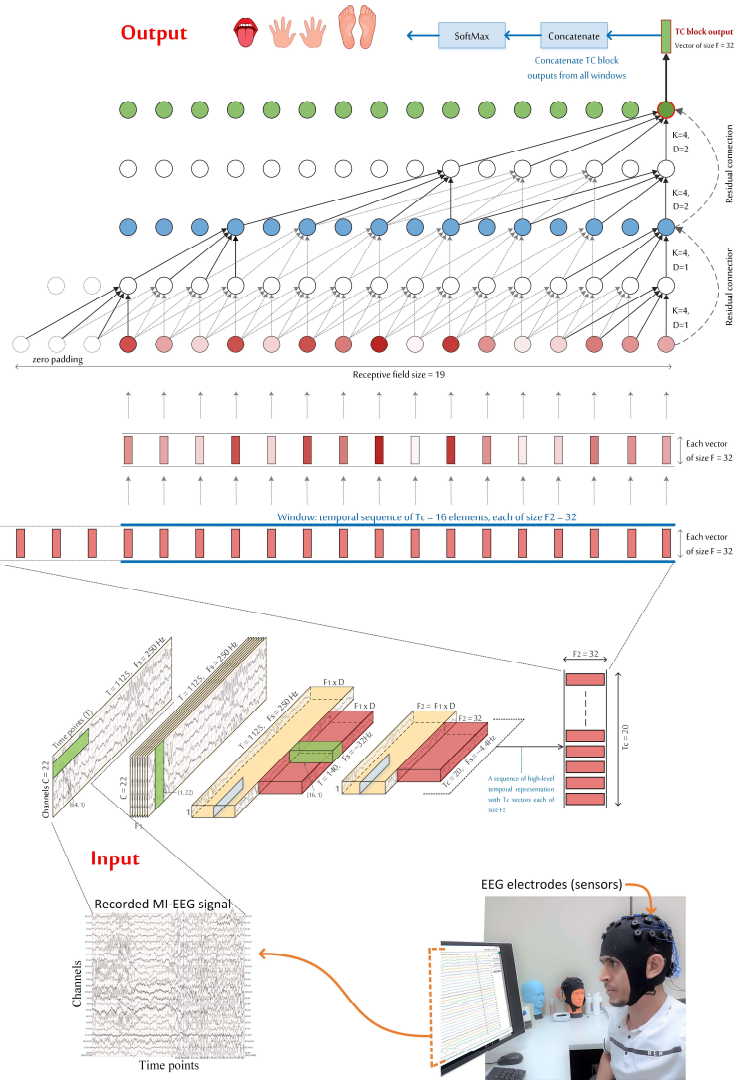 Output
SoftMax
Concatenate
TC block output
Vector of size F = 32
Concatenate TC block
outputs from all windows
K=4,
D=2
Residual connection
K=4,
D=2
K=4,
D=1
Residual connection
K=4,
D=1
zero padding
Receptive field size = 19
Each vector
of size F = 32
Window: temporal sequence of Tc = 16 elements, each of size F2 = 32
Each vector
of size F = 32
Time points (T)
T = 1125, Fs = 250 Hz
Channels C = 22
(64, 1)
T = 1125, Fs = 250 Hz
C = 22
F1
(1, 22)
T = 1125, Fs = 250 Hz
F1 x D
F1 x D
T = 140, Fs = ~32Hz
(16, 1)
1
F2 = F1 x D
F2 = 32
Tc = 20, Fs = ~4.4Hz
1
F2 = 32
Tc = 20
A sequence of high-level
temporal representation
with Tc vectors each of
size F2
Input
Recorded MI EEG signal
Channels
Time points
EEG electrodes (sensors)